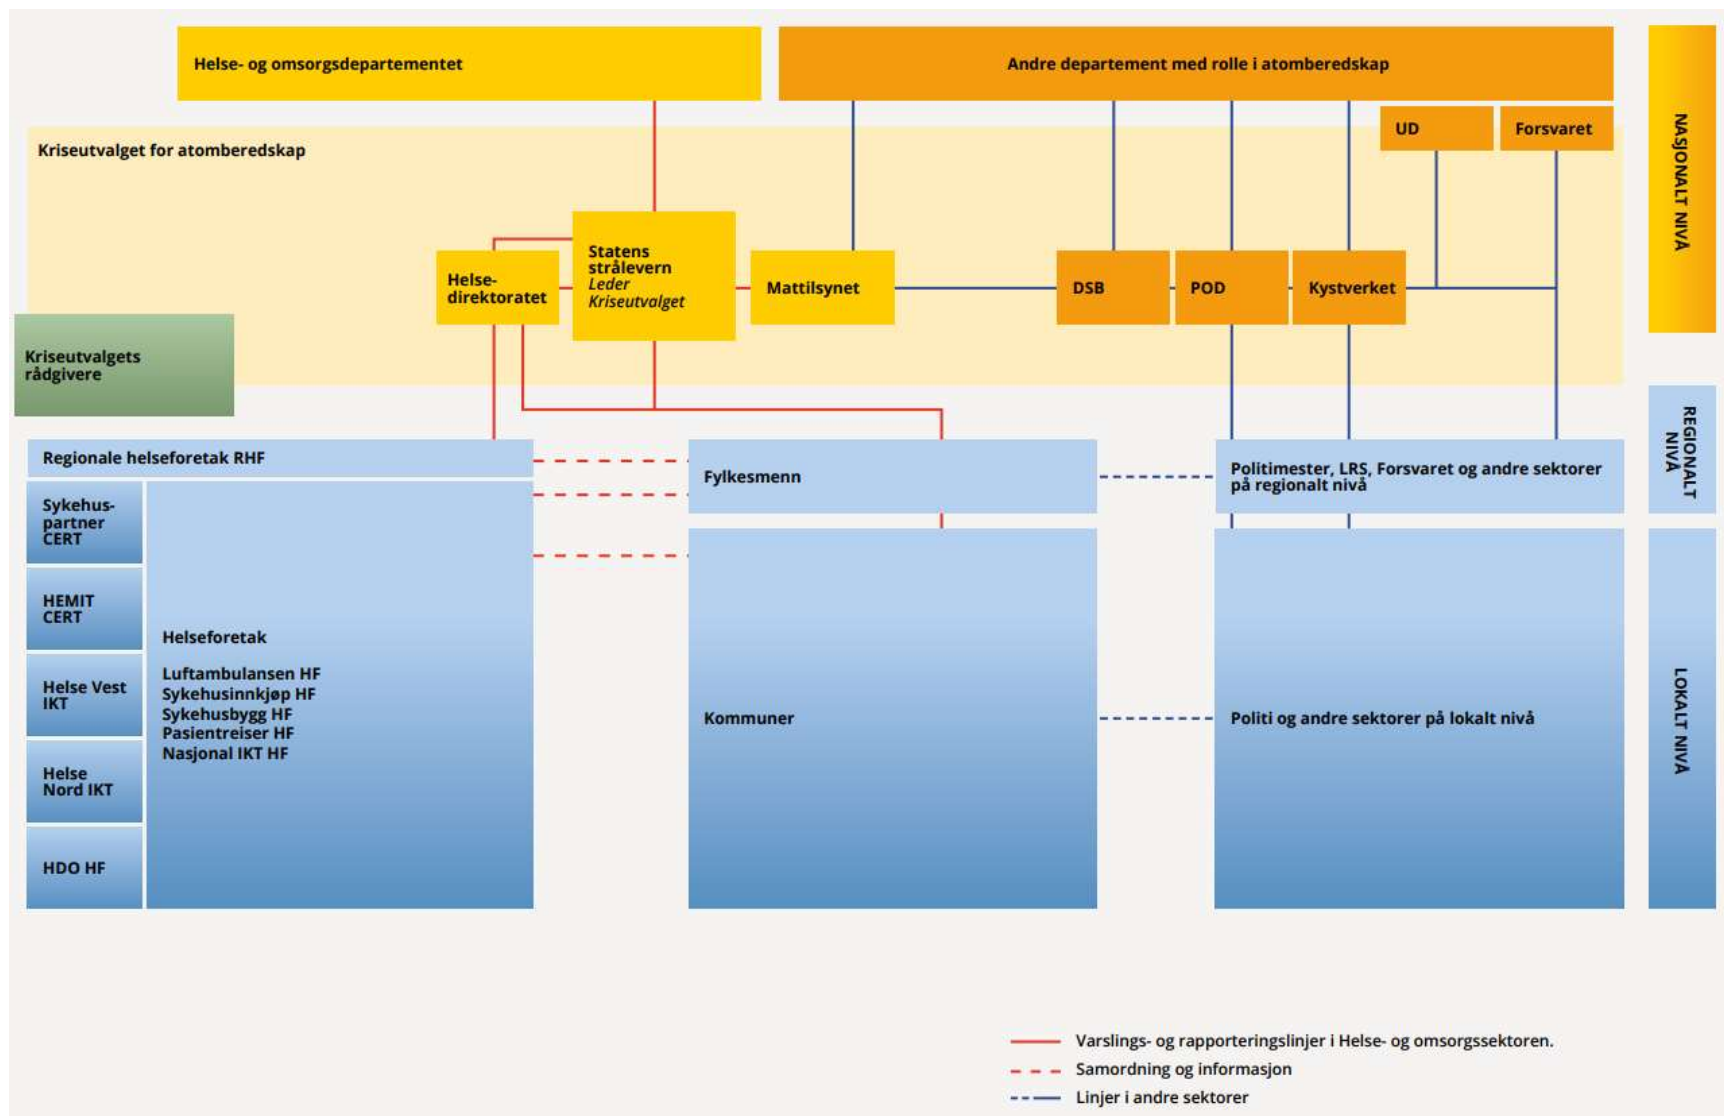 Helse- og omsorgsdepartementet
Andre departement med rolle i atomberedskap
UD
Forsvaret
NASJONALT NIVÅ
Kriseutvalget for atomberedskap
Helse-
direktoratet
Statens
strålevern
Leder
Kriseutvalget
Mattilsynet
DSB
POD
Kystverket
Kriseutvalgets
rådgivere
REGIONALT
NIVÅ
Regionale helseforetak RHF
Fylkesmenn
Politimester, LRS, Forsvaret og andre sektorer
på regionalt nivå
Sykehus-
partner
CERT
HEMIT
CERT
Helse Vest
IKT
Helse
Nord IKT
HDO HF
Helseforetak
Luftambulansen HF
Sykehusinnkjøp HF
Sykehusbygg HF
Pasientreiser HF
Nasjonal IKT HF
Kommuner
Politi og andre sektorer på lokalt nivå
LOKALT NIVÅ
Varslings- og rapporteringslinjer i Helse- og omsorgssektoren.
Samordning og informasjon
Linjer i andre sektorer